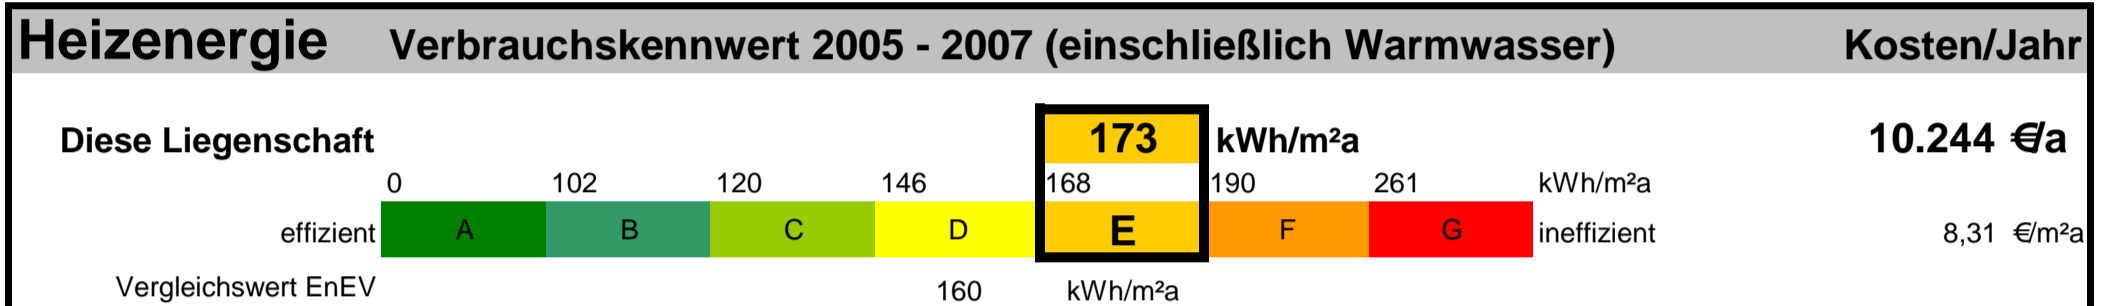 Heizenergie Verbrauchskennwert 2005 - 2007 (einschließlich Warmwasser) Kosten/Jahr
Diese Liegenschaft 173 kWh/m²a 10.244 €/a
0 102 120 146 168 190 261 kWh/m²a
effizient A B C D E F G ineffizient 8,31 €/m²a
Vergleichswert EnEV 160 kWh/m²a